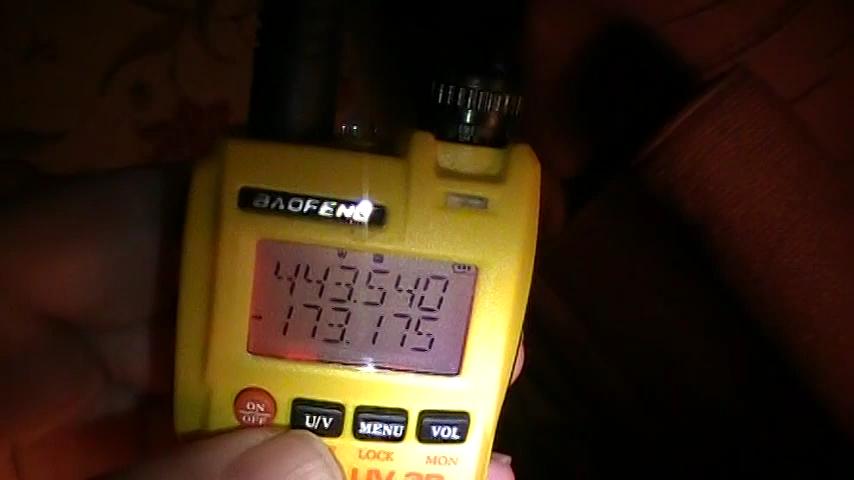 BAOFENG
443.540
173.175
ON
OFF
U/V MENU VOL
LOCK MON